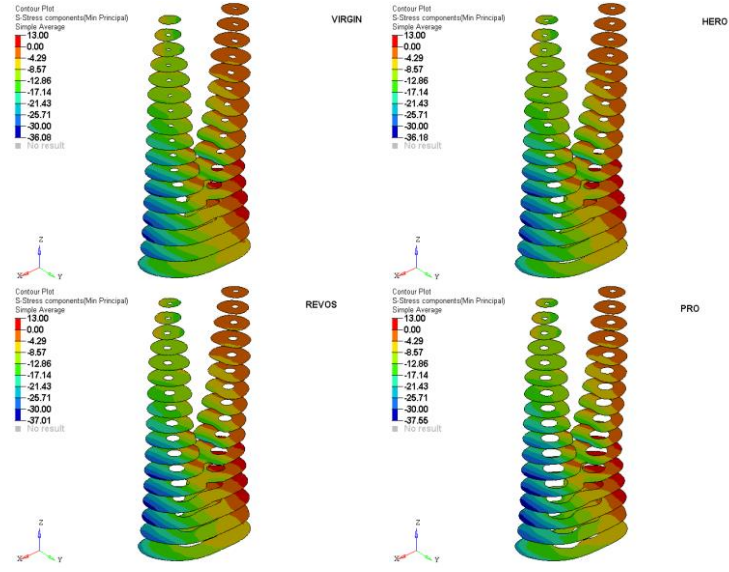 Contour Plot
S-Stress components(Min Principal)
Simple Average
13.00
0.00
-4.29
-8.57
-12.86
-17.14
-21.43
-25.71
-30.00
-36.08
No result
VIRGIN
Z
X
Y
Contour Plot
S-Stress components(Min Principal)
Simple Average
13.00
0.00
-4.29
-8.57
-12.86
-17.14
-21.43
-25.71
-30.00
-36.18
No result
HERO
Z
X
Y
Contour Plot
S-Stress components(Min Principal)
Simple Average
13.00
0.00
-4.29
-8.57
-12.86
-17.14
-21.43
-25.71
-30.00
-37.01
No result
REVOS
Z
X
Y
Contour Plot
S-Stress components(Min Principal)
Simple Average
13.00
0.00
-4.29
-8.57
-12.86
-17.14
-21.43
-25.71
-30.00
-37.55
No result
PRO
Z
X
Y